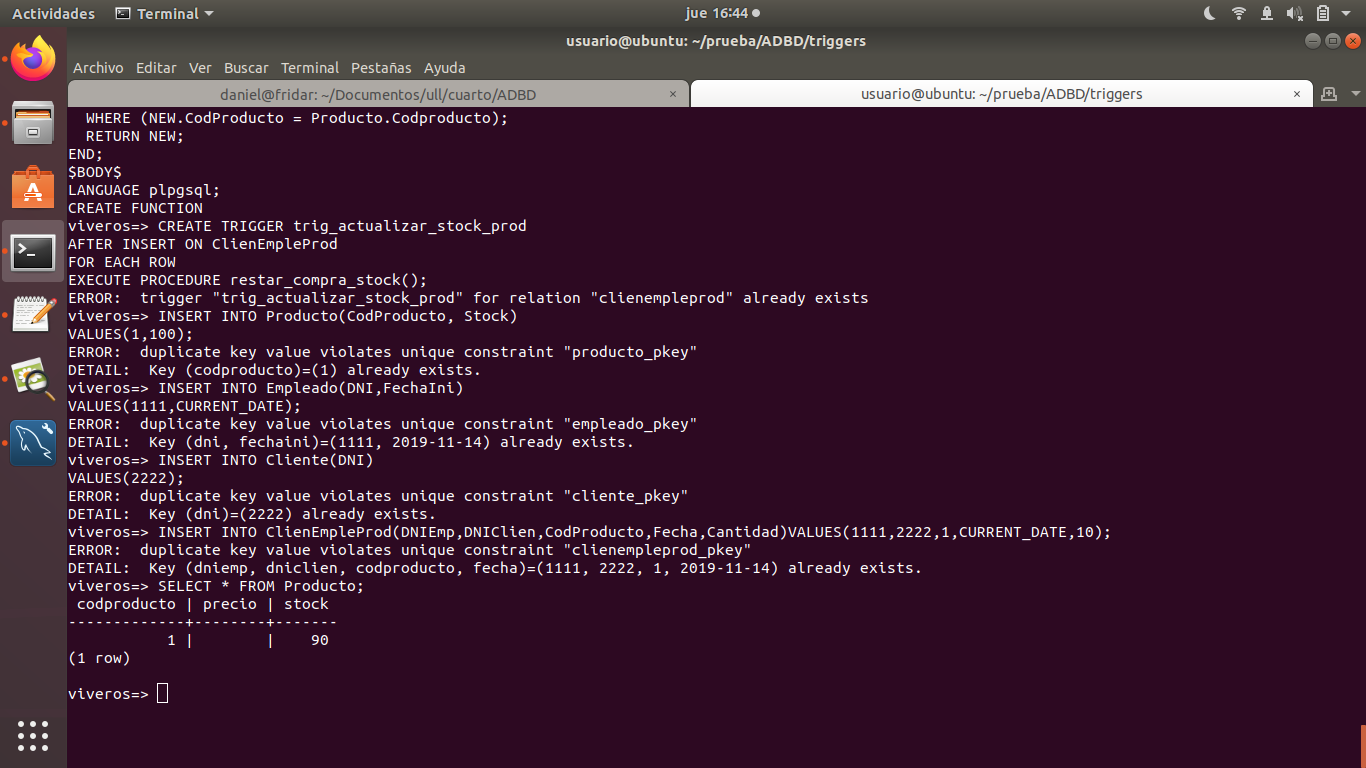 Actividades Terminal jue 16:44
usuario@ubuntu: ~/prueba/ADBD/triggers
Archivo Editar Ver Buscar Terminal Pestañas Ayuda
daniel@fridar: ~/Documentos/ull/cuarto/ADBD × usuario@ubuntu: ~/prueba/ADBD/triggers ×
  WHERE (NEW.CodProducto = Producto.Codproducto);
  RETURN NEW;
END;
$BODY$
LANGUAGE plpgsql;
CREATE FUNCTION
viveros=> CREATE TRIGGER trig_actualizar_stock_prod
AFTER INSERT ON ClienEmpleProd
FOR EACH ROW
EXECUTE PROCEDURE restar_compra_stock();
ERROR:  trigger "trig_actualizar_stock_prod" for relation "clienempleprod" already exists
viveros=> INSERT INTO Producto(CodProducto, Stock)
VALUES(1,100);
ERROR:  duplicate key value violates unique constraint "producto_pkey"
DETAIL:  Key (codproducto)=(1) already exists.
viveros=> INSERT INTO Empleado(DNI,FechaIni)
VALUES(1111,CURRENT_DATE);
ERROR:  duplicate key value violates unique constraint "empleado_pkey"
DETAIL:  Key (dni, fechaini)=(1111, 2019-11-14) already exists.
viveros=> INSERT INTO Cliente(DNI)
VALUES(2222);
ERROR:  duplicate key value violates unique constraint "cliente_pkey"
DETAIL:  Key (dni)=(2222) already exists.
viveros=> INSERT INTO ClienEmpleProd(DNIEmp,DNIClien,CodProducto,Fecha,Cantidad)VALUES(1111,2222,1,CURRENT_DATE,10);
ERROR:  duplicate key value violates unique constraint "clienempleprod_pkey"
DETAIL:  Key (dniemp, dniclien, codproducto, fecha)=(1111, 2222, 1, 2019-11-14) already exists.
viveros=> SELECT * FROM Producto;
 codproducto | precio | stock
-------------+--------+-------
           1 |        |    90
(1 row)
viveros=>